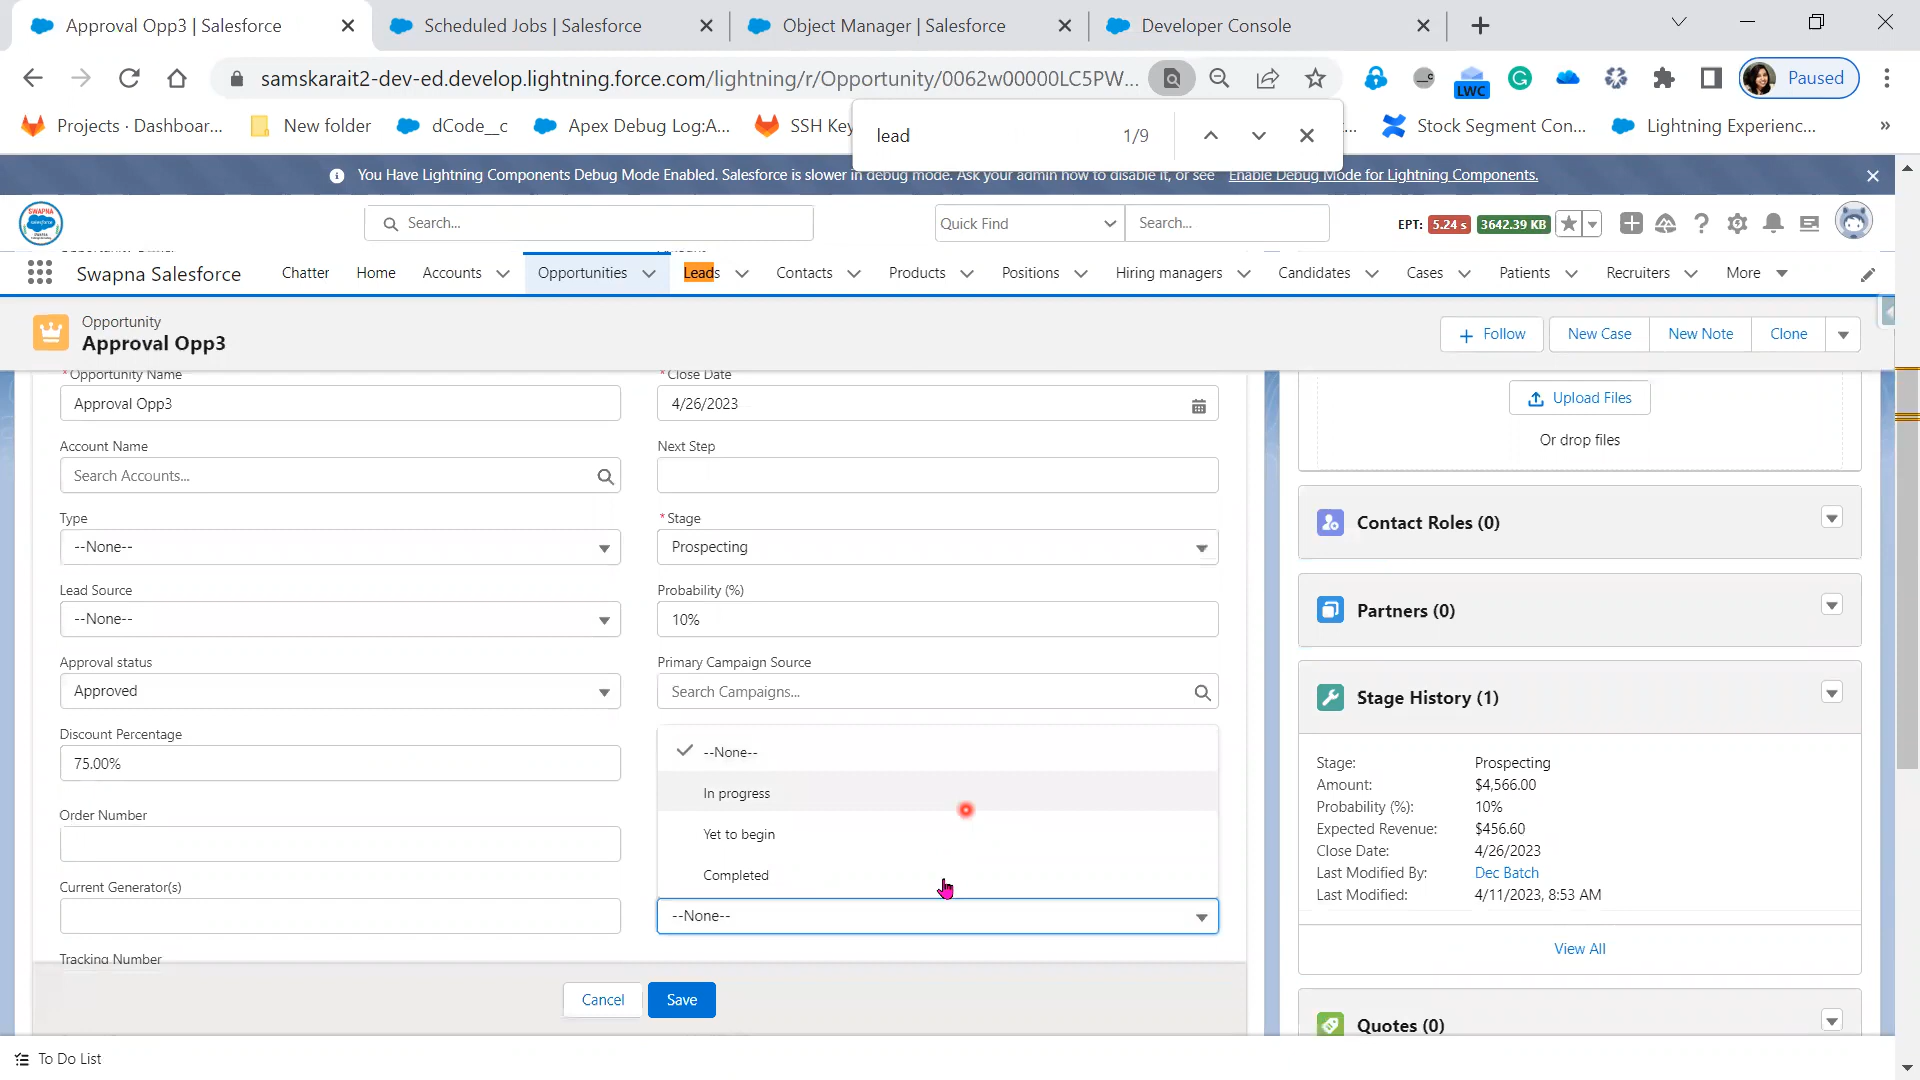 Approval Opp3 | Salesforce
Scheduled Jobs | Salesforce
Object Manager | Salesforce
Developer Console
samskarait2-dev-ed.develop.lightning.force.com/lightning/r/Opportunity/0062w00000LC5PW...
LWC
Paused
Projects · Dashboar...
New folder
dCode__c
Apex Debug Log:A...
SSH Key
Stock Segment Con...
Lightning Experienc...
»
lead
1/9
You Have Lightning Components Debug Mode Enabled. Salesforce is slower in debug mode. Ask your admin how to disable it, or see Enable Debug Mode for Lightning Components.
SWAPNA
Search...
Quick Find
Search...
EPT: 5.24 s 3642.39 KB
Swapna Salesforce
Chatter
Home
Accounts
Opportunities
Leads
Contacts
Products
Positions
Hiring managers
Candidates
Cases
Patients
Recruiters
More
Opportunity
Approval Opp3
Follow
New Case
New Note
Clone
* Opportunity Name
Approval Opp3
* Close Date
4/26/2023
Account Name
Search Accounts...
Next Step
Type
--None--
* Stage
Prospecting
Lead Source
--None--
Probability (%)
10%
Approval status
Approved
Primary Campaign Source
Search Campaigns...
Discount Percentage
75.00%
--None--
In progress
Yet to begin
Completed
--None--
Order Number
Current Generator(s)
Tracking Number
Cancel
Save
Upload Files
Or drop files
Contact Roles (0)
Partners (0)
Stage History (1)
Stage: Prospecting
Amount: $4,566.00
Probability (%): 10%
Expected Revenue: $456.60
Close Date: 4/26/2023
Last Modified By: Dec Batch
Last Modified: 4/11/2023, 8:53 AM
View All
Quotes (0)
To Do List